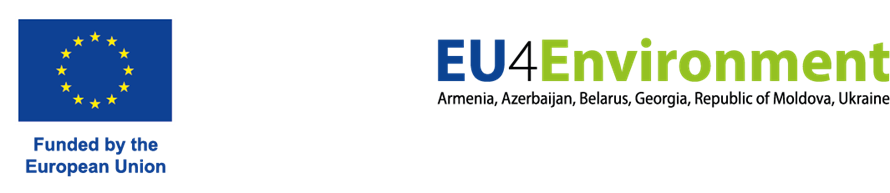 EU4Environment
Armenia, Azerbaijan, Belarus, Georgia, Republic of Moldova, Ukraine
Funded by the
European Union